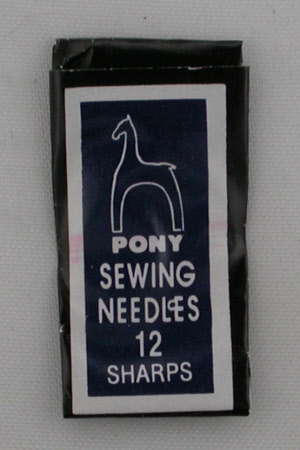 PONY
SEWING
NEEDLES
12
SHARPS